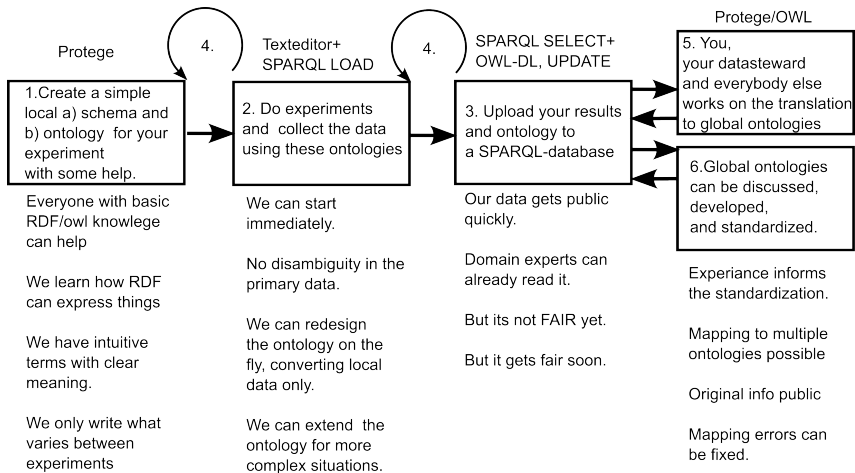 Protege
4.
Texteditor+
SPARQL LOAD
4.
SPARQL SELECT+
OWL-DL, UPDATE
Protege/OWL
1.Create a simple
local a) schema and
b) ontology for your
experiment
with some help.
2. Do experiments
and collect the data
using these ontologies
3. Upload your results
and ontology to
a SPARQL-database
5. You,
your datasteward
and everybody else
works on the translation
to global ontologies
6.Global ontologies
can be discussed,
developed,
and standardized.
Everyone with basic
RDF/owl knowlege
can help
We learn how RDF
can express things
We have intuitive
terms with clear
meaning.
We only write what
varies between
experiments
We can start
immediately.
No disambiguity in the
primary data.
We can redesign
the ontology on the
fly, converting local
data only.
We can extend the
ontology for more
complex situations.
Our data gets public
quickly.
Domain experts can
already read it.
But its not FAIR yet.
But it gets fair soon.
Experiance informs
the standardization.
Mapping to multiple
ontologies possible
Original info public
Mapping errors can
be fixed.